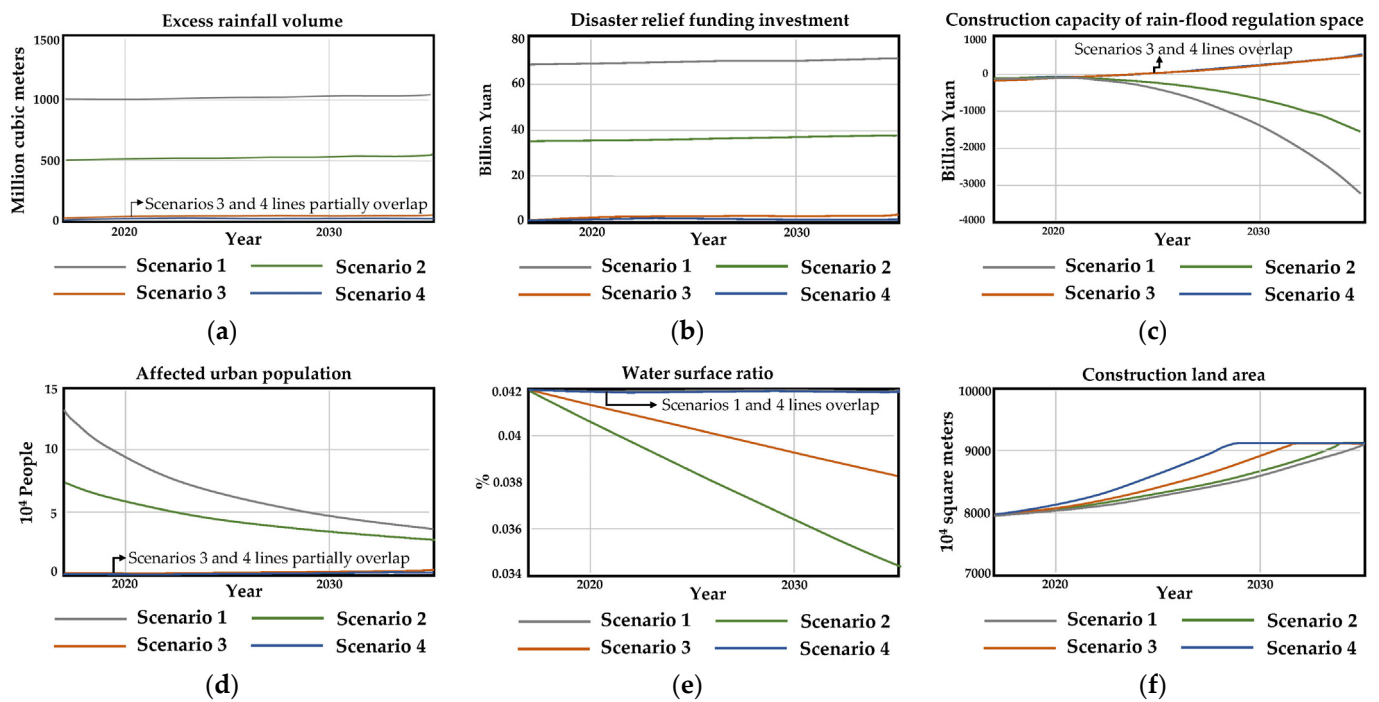 Excess rainfall volume
Million cubic meters
1500
1000
500
0
Scenarios 3 and 4 lines partially overlap
2020
2030
Year
Scenario 1
Scenario 2
Scenario 3
Scenario 4
(a)
Disaster relief funding investment
Billion Yuan
80
60
40
20
0
2020
2030
Year
Scenario 1
Scenario 2
Scenario 3
Scenario 4
(b)
Construction capacity of rain-flood regulation space
Billion Yuan
1000
0
-1000
-2000
-3000
-4000
Scenarios 3 and 4 lines overlap
2020
2030
Year
Scenario 1
Scenario 2
Scenario 3
Scenario 4
(c)
Affected urban population
10⁴ People
15
10
5
0
Scenarios 3 and 4 lines partially overlap
2020
2030
Year
Scenario 1
Scenario 2
Scenario 3
Scenario 4
(d)
Water surface ratio
%
0.042
0.04
0.038
0.036
0.034
Scenarios 1 and 4 lines overlap
2020
2030
Year
Scenario 1
Scenario 2
Scenario 3
Scenario 4
(e)
Construction land area
10⁴ square meters
10000
9000
8000
7000
2020
2030
Year
Scenario 1
Scenario 2
Scenario 3
Scenario 4
(f)